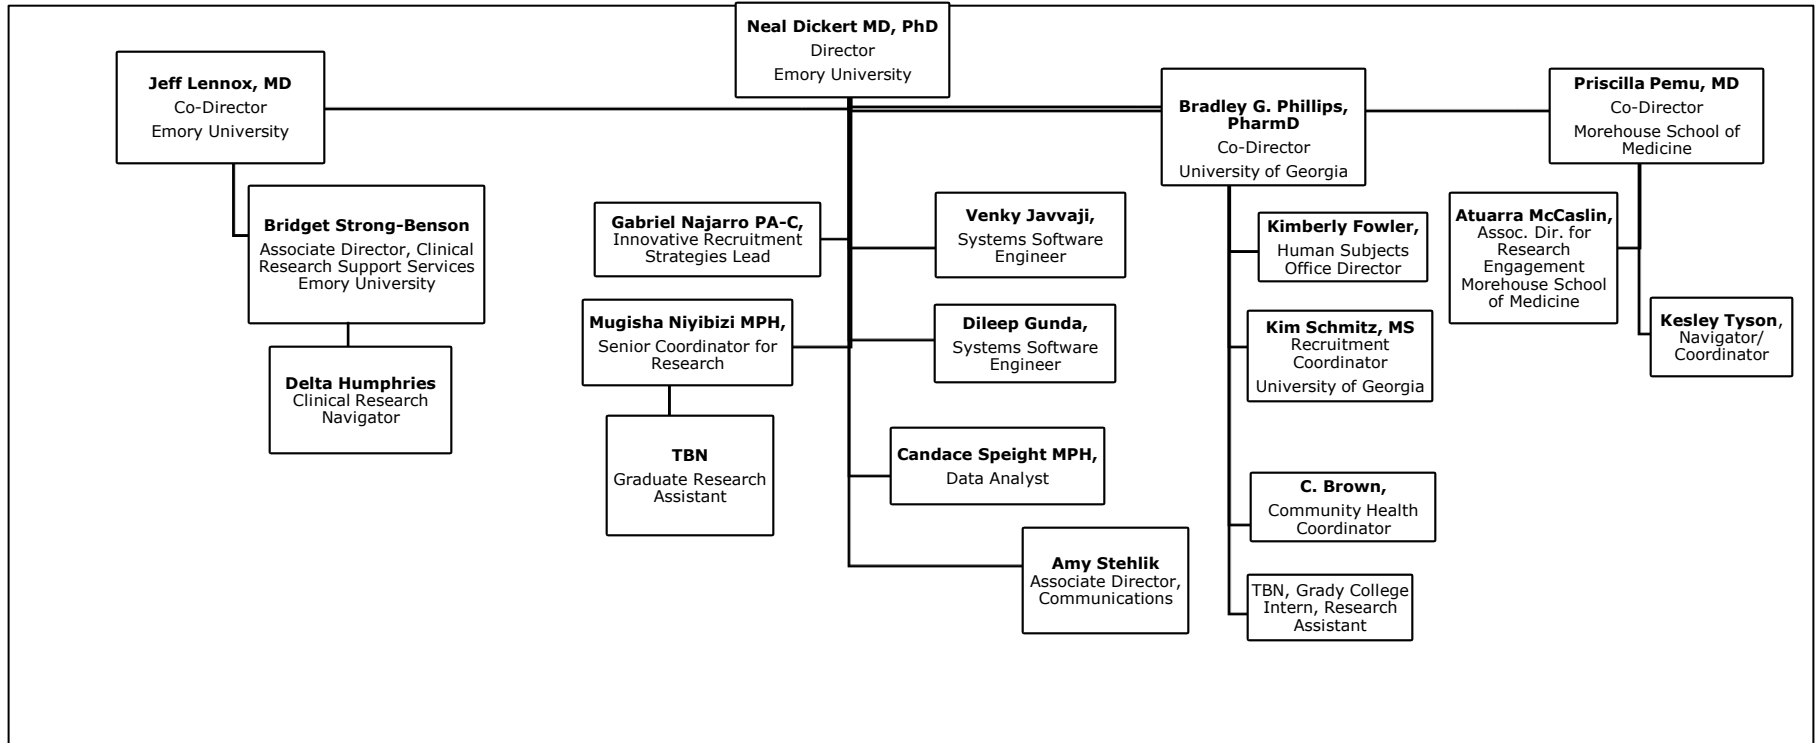 Neal Dickert MD, PhD
Director
Emory University
Jeff Lennox, MD
Co-Director
Emory University
Bradley G. Phillips,
PharmD
Co-Director
University of Georgia
Priscilla Pemu, MD
Co-Director
Morehouse School of
Medicine
Bridget Strong-Benson
Associate Director, Clinical
Research Support Services
Emory University
Delta Humphries
Clinical Research
Navigator
Gabriel Najarro PA-C,
Innovative Recruitment
Strategies Lead
Mugisha Niyibizi MPH,
Senior Coordinator for
Research
TBN
Graduate Research
Assistant
Venky Javvaji,
Systems Software
Engineer
Dileep Gunda,
Systems Software
Engineer
Candace Speight MPH,
Data Analyst
Amy Stehlik
Associate Director,
Communications
Kimberly Fowler,
Human Subjects
Office Director
Kim Schmitz, MS
Recruitment
Coordinator
University of Georgia
C. Brown,
Community Health
Coordinator
TBN, Grady College
Intern, Research
Assistant
Atuarra McCaslin,
Assoc. Dir. for
Research
Engagement
Morehouse School
of Medicine
Kesley Tyson,
Navigator/
Coordinator